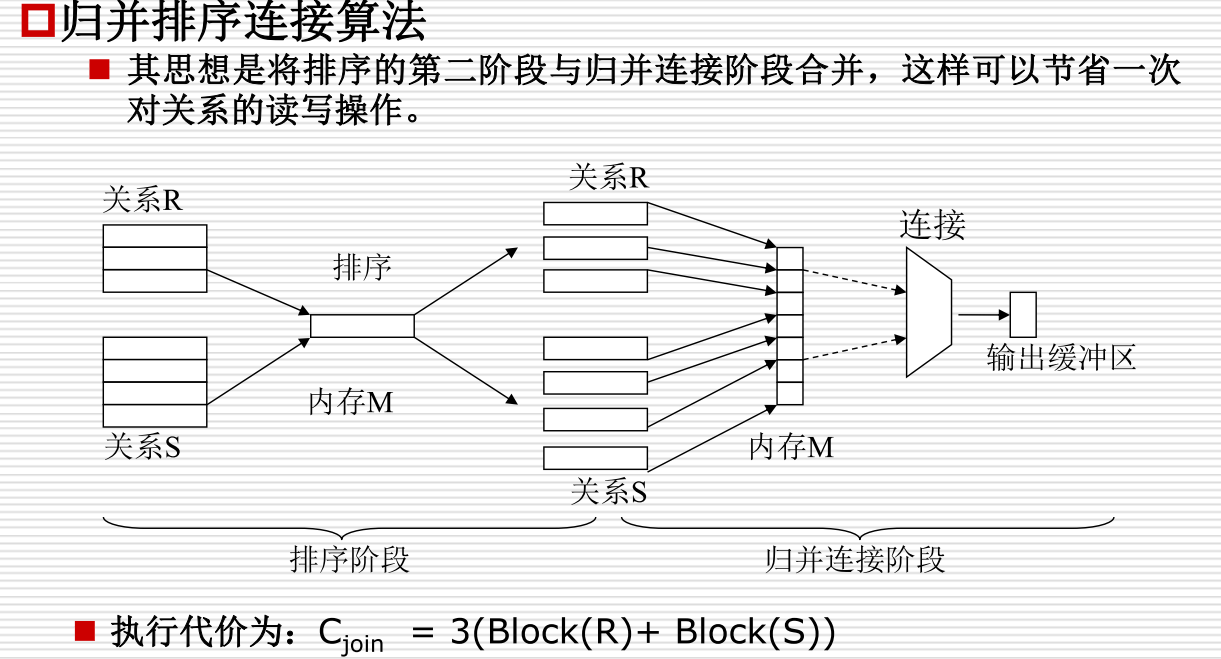 归并排序连接算法
其思想是将排序的第二阶段与归并连接阶段合并，这样可以节省一次
对关系的读写操作。
关系R
关系R
连接
排序
输出缓冲区
内存M
关系S
内存M
关系S
排序阶段
归并连接阶段
执行代价为：Cjoin = 3(Block(R)+ Block(S))